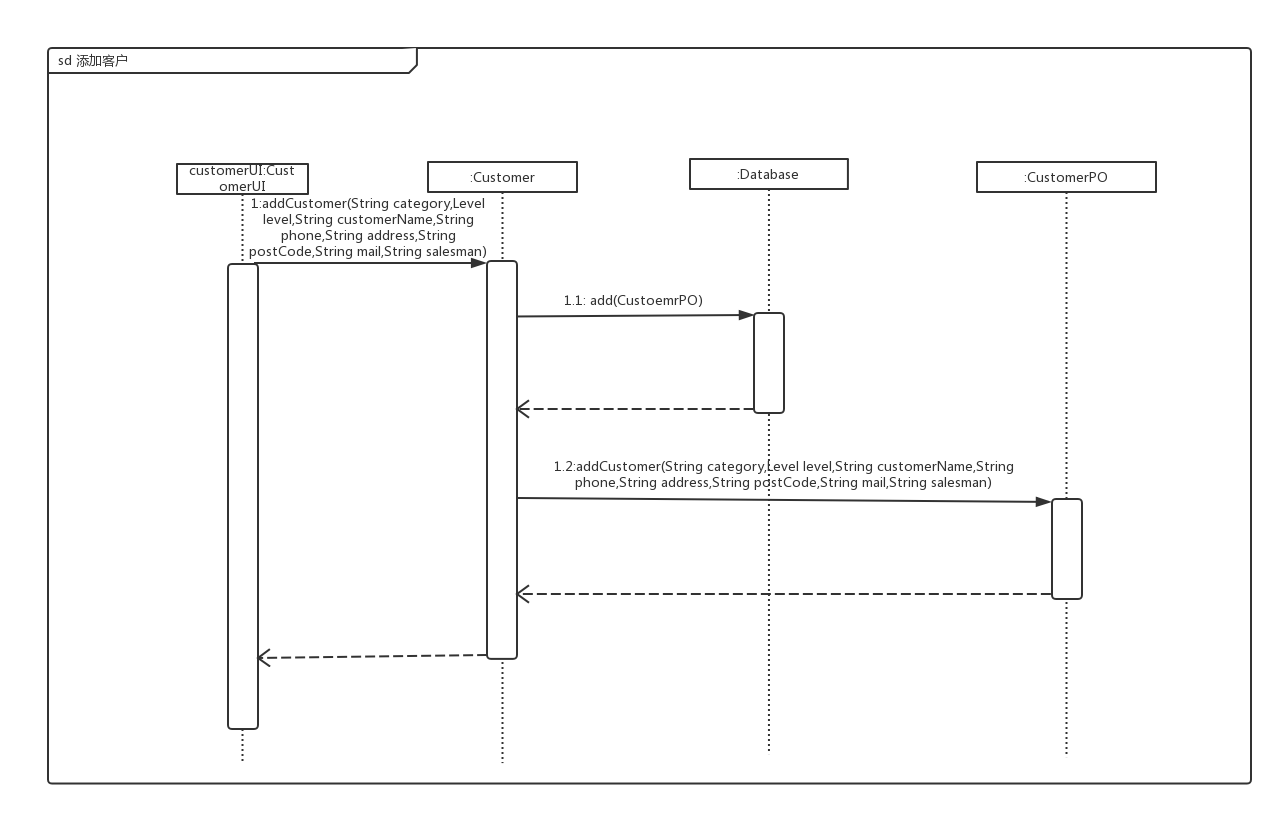 sd 添加客户
customerUI:Cust
omerUI
:Customer
:Database
:CustomerPO
1:addCustomer(String category,Level
level,String customerName,String
phone,String address,String
postCode,String mail,String salesman)
1.1: add(CustoemrPO)
1.2:addCustomer(String category,Level level,String customerName,String
phone,String address,String postCode,String mail,String salesman)